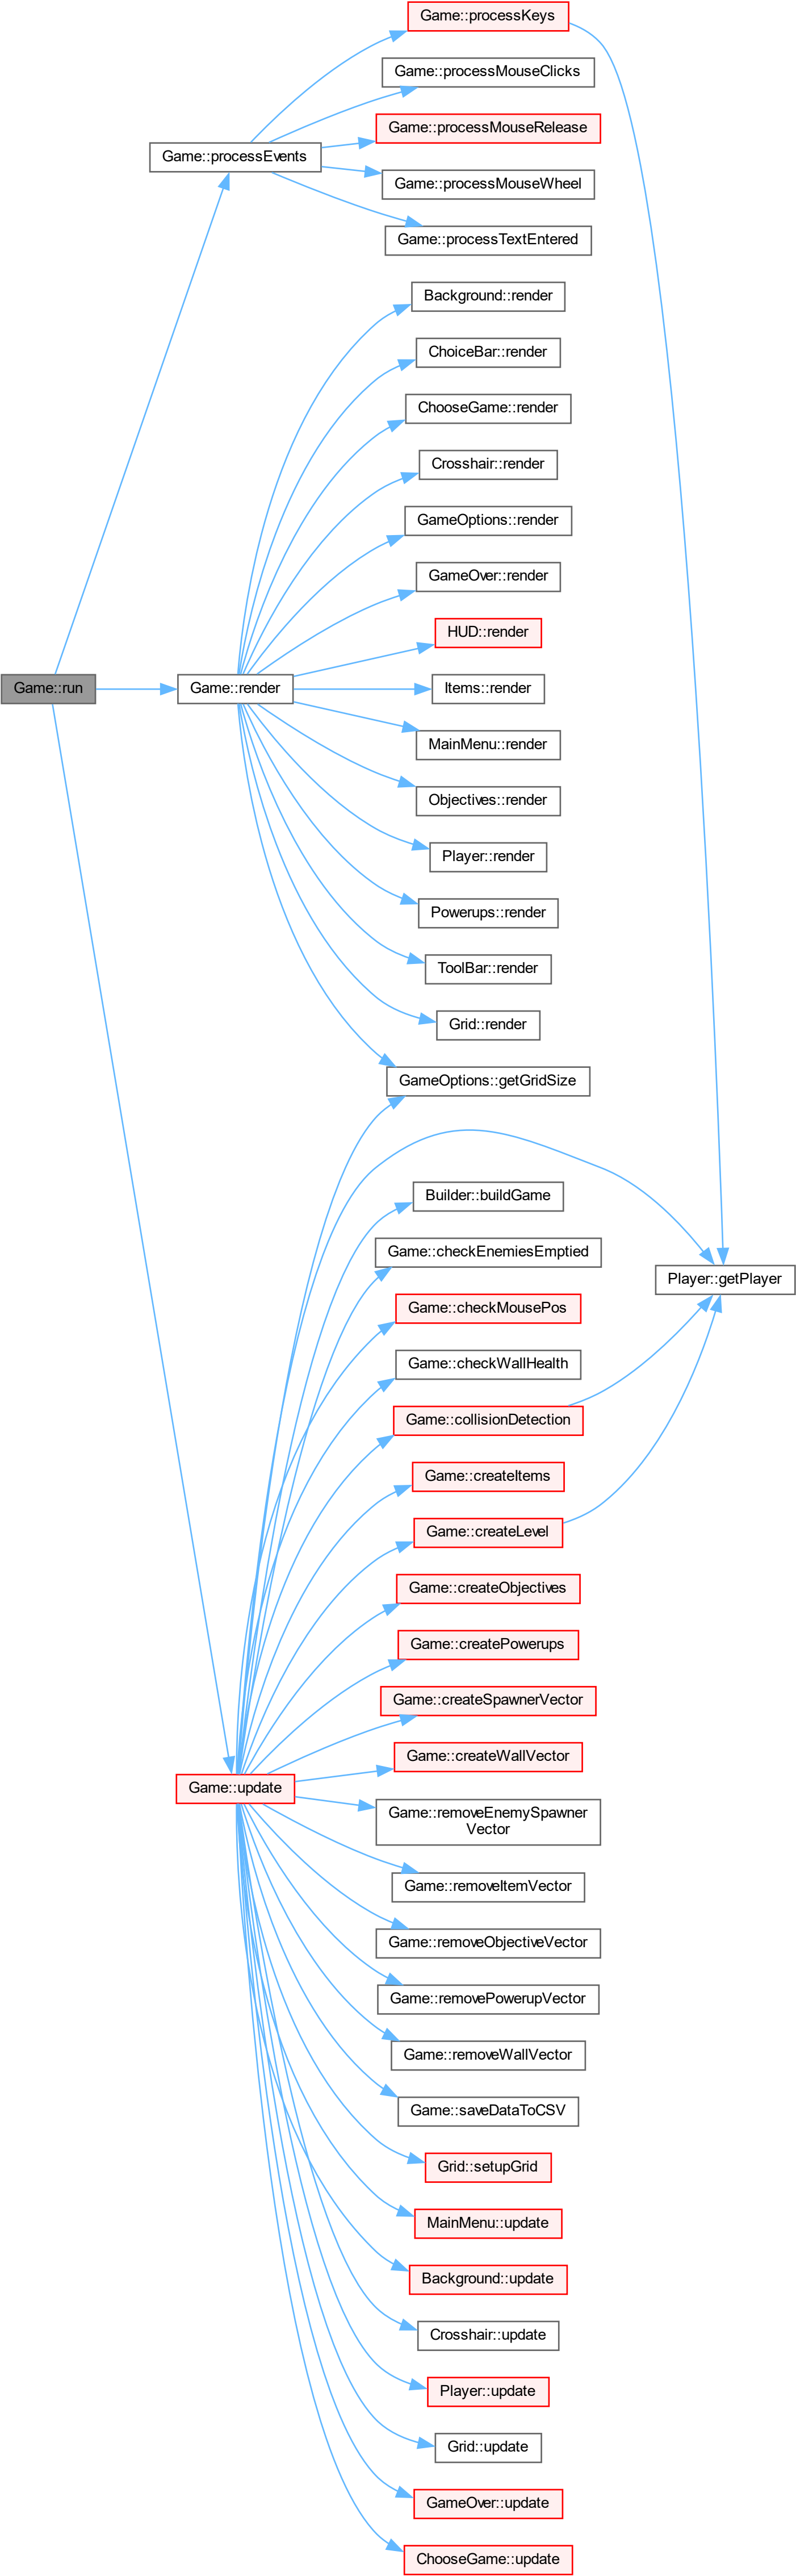 Game::processKeys
Game::processMouseClicks
Game::processMouseRelease
Game::processEvents
Game::processMouseWheel
Game::processTextEntered
Background::render
ChoiceBar::render
ChooseGame::render
Crosshair::render
GameOptions::render
GameOver::render
HUD::render
Game::run
Game::render
Items::render
MainMenu::render
Objectives::render
Player::render
Powerups::render
ToolBar::render
Grid::render
GameOptions::getGridSize
Builder::buildGame
Game::checkEnemiesEmptied
Player::getPlayer
Game::checkMousePos
Game::checkWallHealth
Game::collisionDetection
Game::createItems
Game::createLevel
Game::createObjectives
Game::createPowerups
Game::createSpawnerVector
Game::createWallVector
Game::update
Game::removeEnemySpawner
Vector
Game::removeItemVector
Game::removeObjectiveVector
Game::removePowerupVector
Game::removeWallVector
Game::saveDataToCSV
Grid::setupGrid
MainMenu::update
Background::update
Crosshair::update
Player::update
Grid::update
GameOver::update
ChooseGame::update